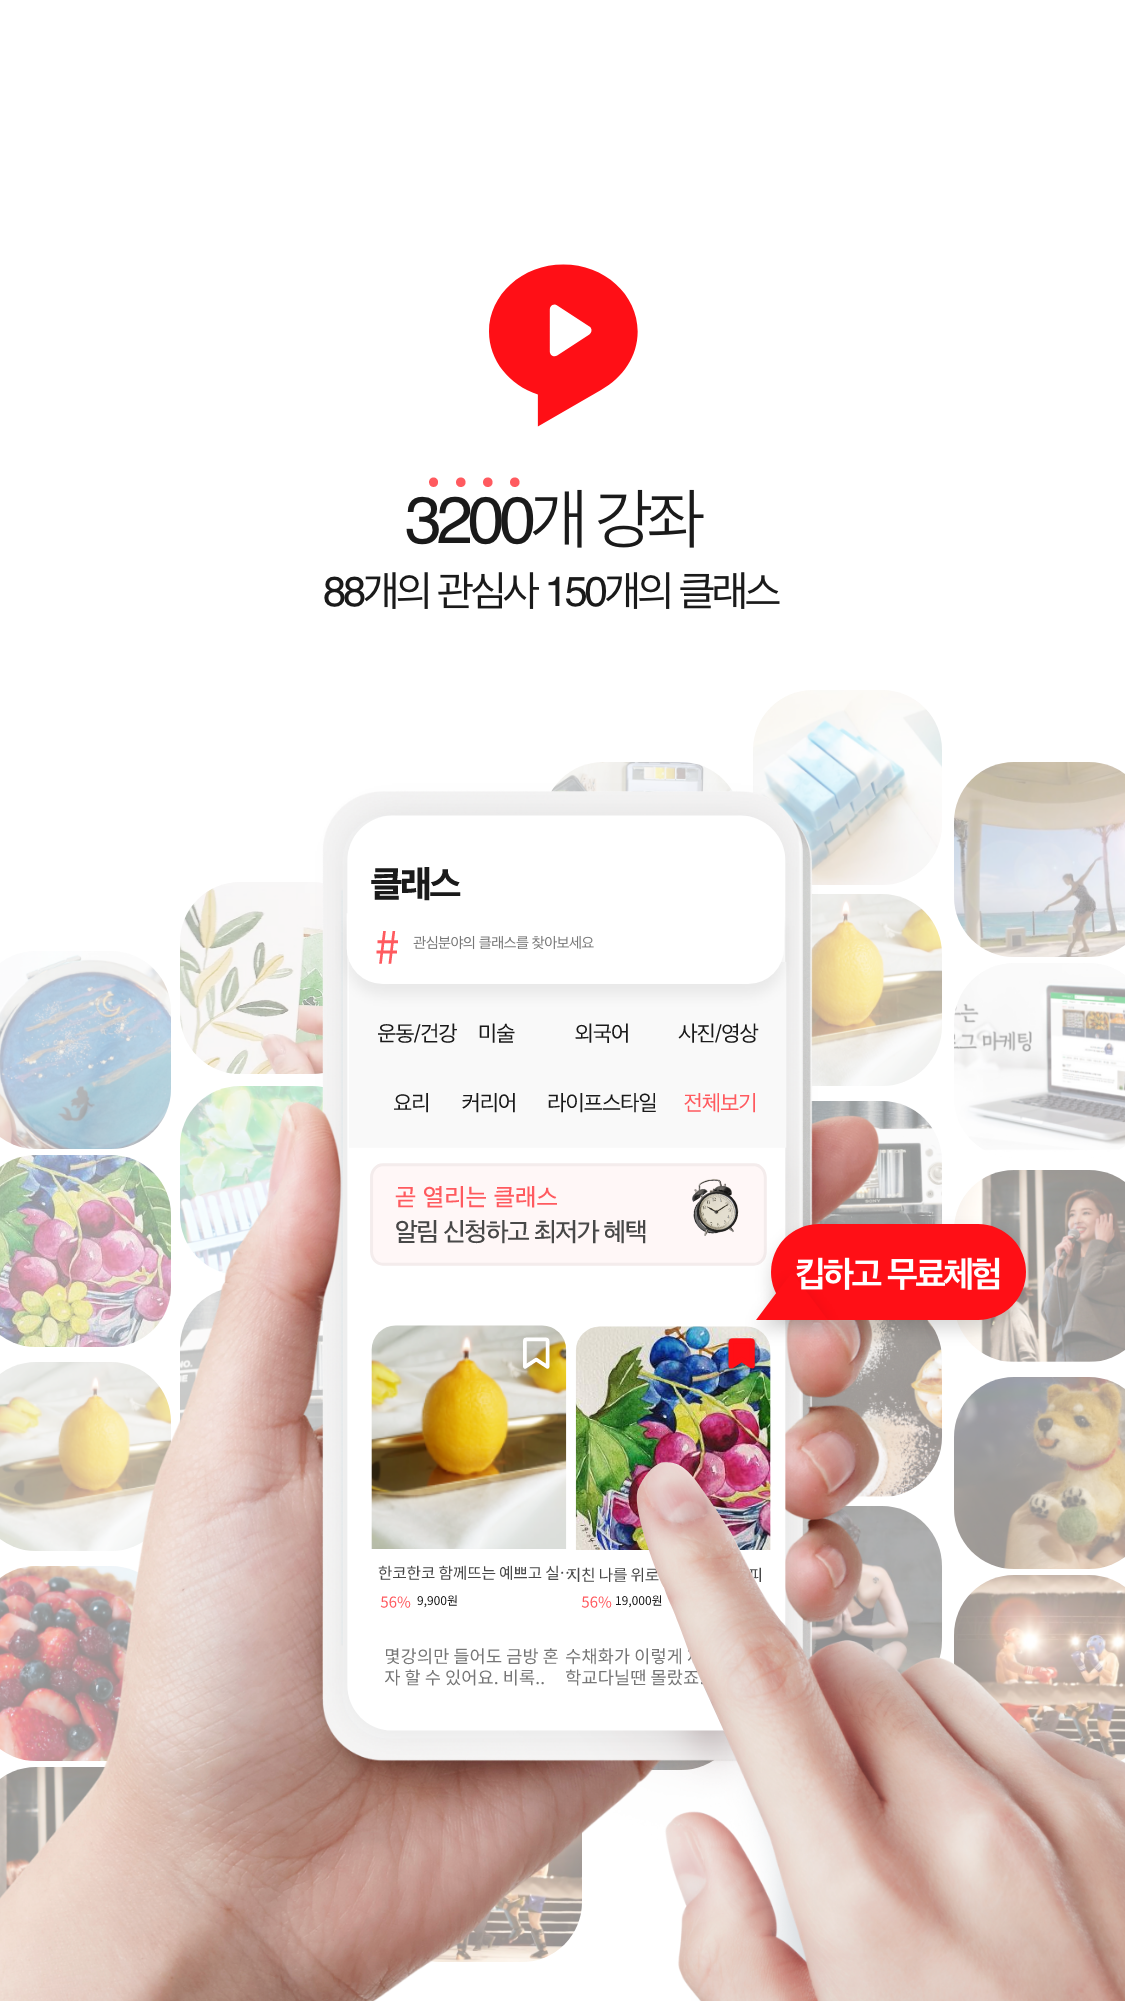 3200개 강좌
88개의 관심사 150개의 클래스
클래스
# 관심분야의 클래스를 찾아보세요
운동/건강 미술 외국어 사진/영상
요리 커리어 라이프스타일 전체보기
곧 열리는 클래스
알림 신청하고 최저가 혜택
킵하고 무료체험
한코한코 함께뜨는 예쁘고 실··
56% 9,900원
몇강의만 들어도 금방 혼
자 할 수 있어요. 비록..
지친 나를 위로
56% 19,000원
수채화가 이렇게
학교다닐땐 몰랐죠.
는
그 마케팅
SONY